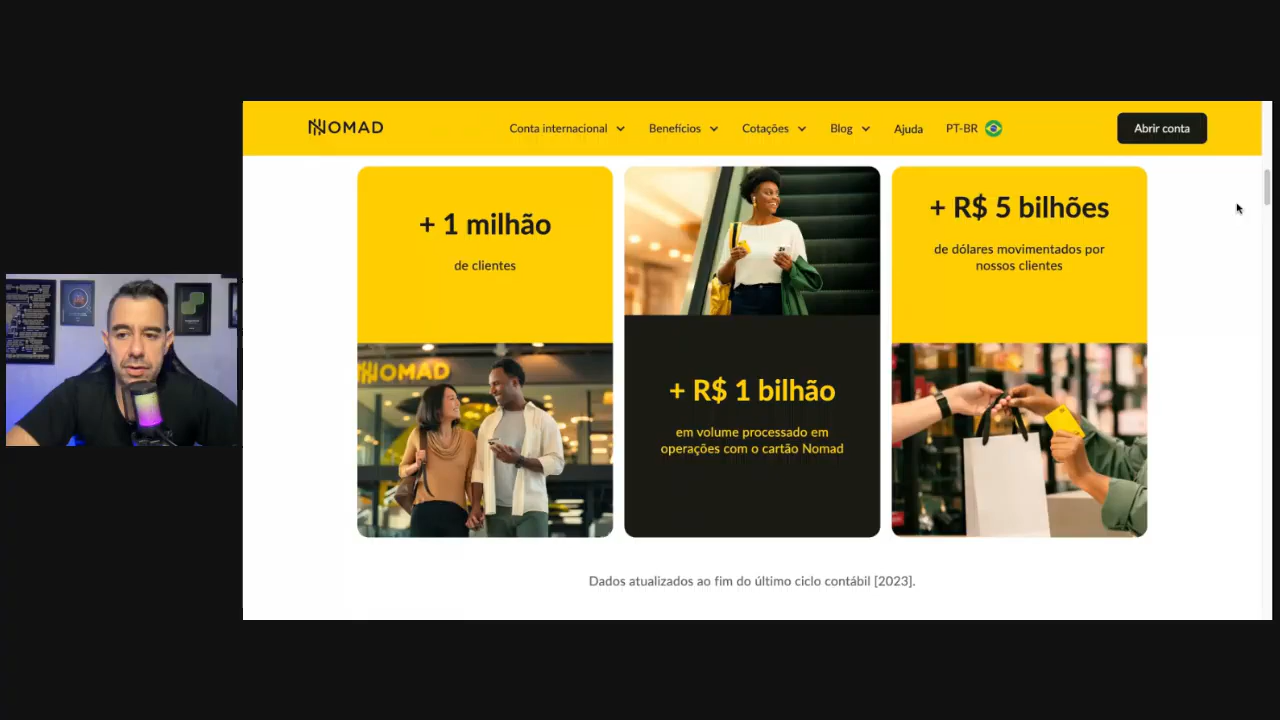 NOMAD
Conta internacional
Benefícios
Cotações
Blog
Ajuda
PT-BR
Abrir conta
+ 1 milhão
de clientes
NOMAD
+ R$ 1 bilhão
em volume processado em
operações com o cartão Nomad
+ R$ 5 bilhões
de dólares movimentados por
nossos clientes
Dados atualizados ao fim do último ciclo contábil [2023].